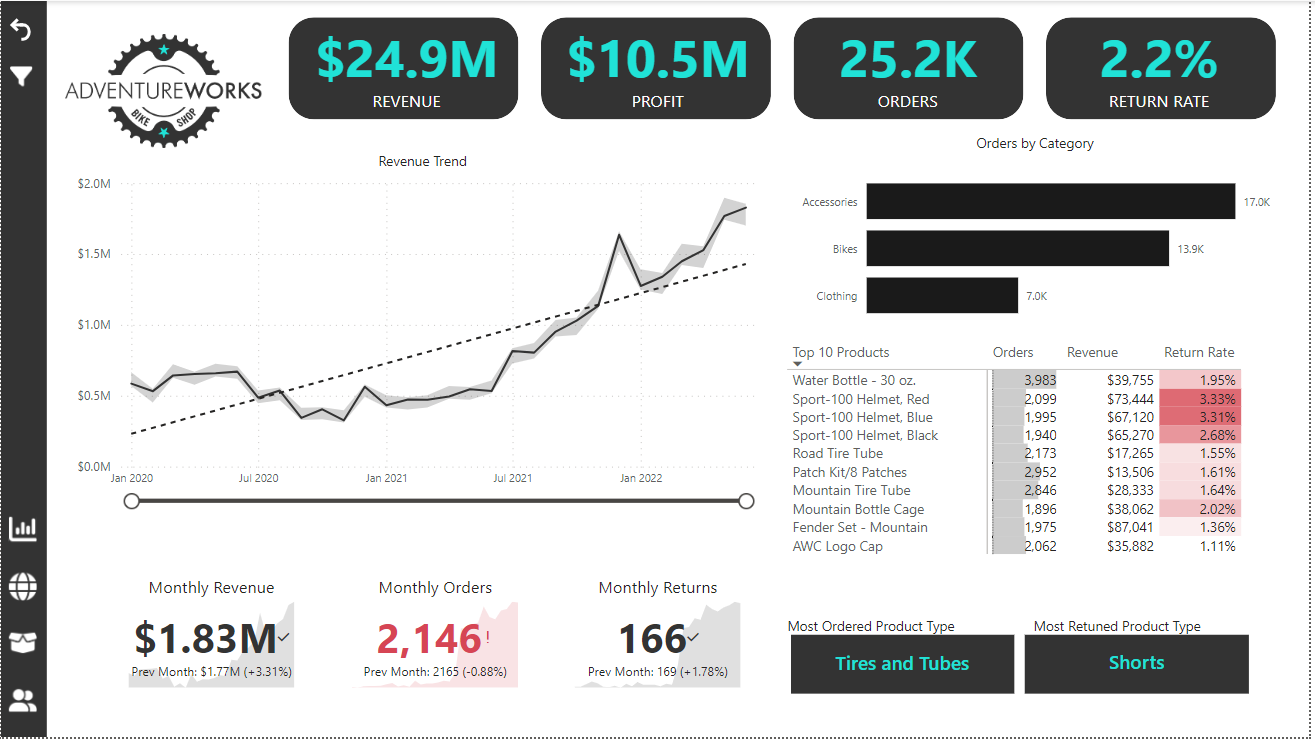 ADVENTUREWORKS
BIKE SHOP
$24.9M
REVENUE
$10.5M
PROFIT
25.2K
ORDERS
2.2%
RETURN RATE
Revenue Trend
$2.0M
$1.5M
$1.0M
$0.5M
$0.0M
Jan 2020 Jul 2020 Jan 2021 Jul 2021 Jan 2022
Orders by Category
Accessories 17.0K
Bikes 13.9K
Clothing 7.0K
Top 10 Products Orders Revenue Return Rate
Water Bottle - 30 oz. 3,983 $39,755 1.95%
Sport-100 Helmet, Red 2,099 $73,444 3.33%
Sport-100 Helmet, Blue 1,995 $67,120 3.31%
Sport-100 Helmet, Black 1,940 $65,270 2.68%
Road Tire Tube 2,173 $17,265 1.55%
Patch Kit/8 Patches 2,952 $13,506 1.61%
Mountain Tire Tube 2,846 $28,333 1.64%
Mountain Bottle Cage 1,896 $38,062 2.02%
Fender Set - Mountain 1,975 $87,041 1.36%
AWC Logo Cap 2,062 $35,882 1.11%
Monthly Revenue
$1.83M✓
Prev Month: $1.77M (+3.31%)
Monthly Orders
2,146!
Prev Month: 2165 (-0.88%)
Monthly Returns
166✓
Prev Month: 169 (+1.78%)
Most Ordered Product Type
Tires and Tubes
Most Retuned Product Type
Shorts